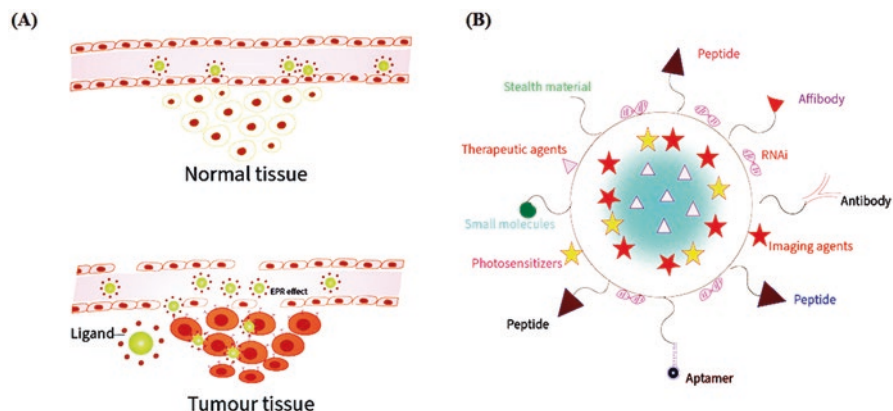 (A)
Normal tissue
EPR effect
Ligand
Tumour tissue
(B)
Peptide
Stealth material
Affibody
Therapeutic agents
RNAi
Antibody
Small molecules
Imaging agents
Photosensitizers
Peptide
Peptide
Aptamer